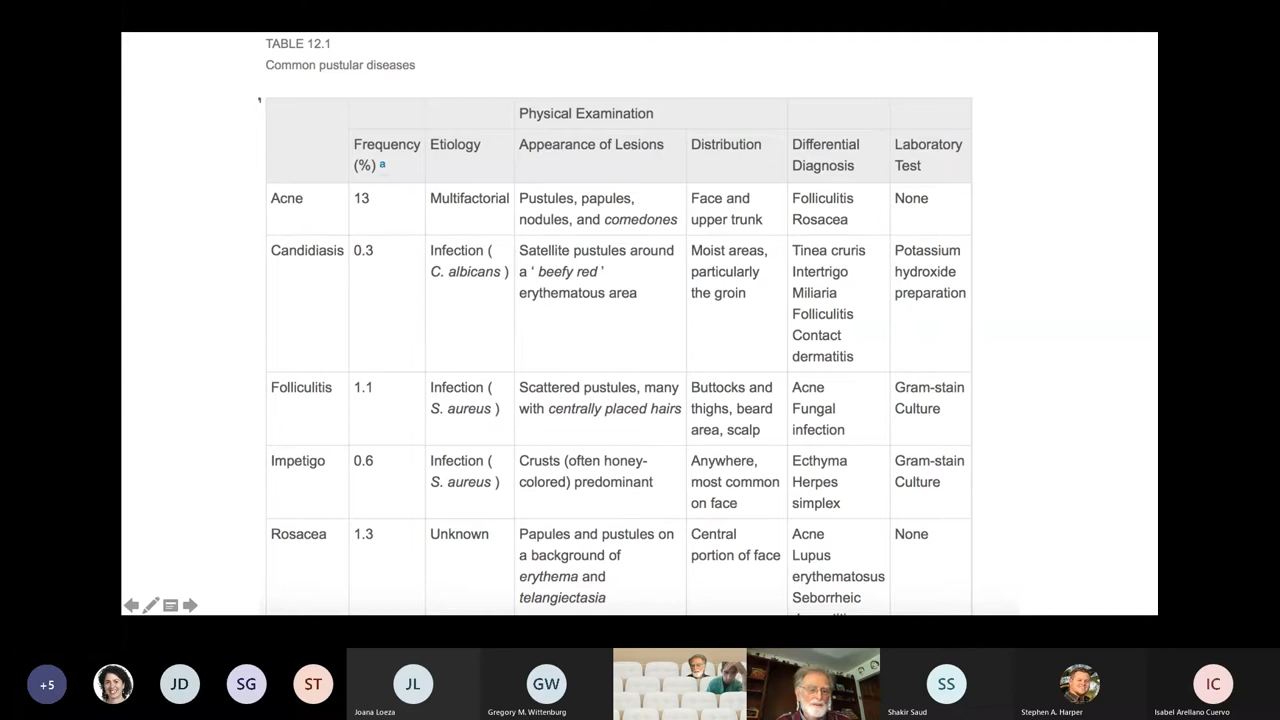 TABLE 12.1
Common pustular diseases
Physical Examination
Frequency (%) a
Etiology
Appearance of Lesions
Distribution
Differential Diagnosis
Laboratory Test
Acne
13
Multifactorial
Pustules, papules,
nodules, and comedones
Face and
upper trunk
Folliculitis
Rosacea
None
Candidiasis
0.3
Infection (
C. albicans )
Satellite pustules around
a ‘ beefy red ’
erythematous area
Moist areas,
particularly
the groin
Tinea cruris
Intertrigo
Miliaria
Folliculitis
Contact
dermatitis
Potassium
hydroxide
preparation
Folliculitis
1.1
Infection (
S. aureus )
Scattered pustules, many
with centrally placed hairs
Buttocks and
thighs, beard
area, scalp
Acne
Fungal
infection
Gram-stain
Culture
Impetigo
0.6
Infection (
S. aureus )
Crusts (often honey-
colored) predominant
Anywhere,
most common
on face
Ecthyma
Herpes
simplex
Gram-stain
Culture
Rosacea
1.3
Unknown
Papules and pustules on
a background of
erythema and
telangiectasia
Central
portion of face
Acne
Lupus
erythematosus
Seborrheic
None
+5
JD
SG
ST
JL
Joana Loeza
GW
Gregory M. Wittenburg
SS
Shakir Saud
Stephen A. Harper
IC
Isabel Arellano Cuervo